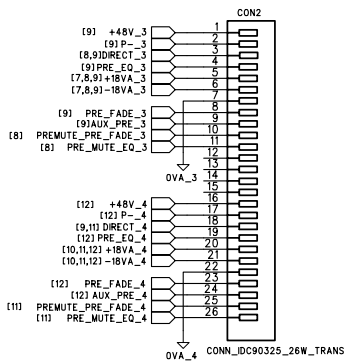 CON2
[9] +48V_3 1
[9] P-_3 2
[8,9]DIRECT_3 3
[9]PRE_EQ_3 4
[7,8,9]+18VA_3 5
[7,8,9]-18VA_3 6
7
[9] PRE_FADE_3 8
[9]AUX_PRE_3 9
[8] PREMUTE_PRE_FADE_3 10
[8] PRE_MUTE_EQ_3 11
12
0VA_3 13
14
15
[12] +48V_4 16
[12] P-_4 17
[9,11] DIRECT_4 18
[12] PRE_EQ_4 19
[10,11,12] +18VA_4 20
[10,11,12] -18VA_4 21
22
[12] PRE_FADE_4 23
[12] AUX_PRE_4 24
[11] PREMUTE_PRE_FADE_4 25
[11] PRE_MUTE_EQ_4 26
0VA_4 CONN_IDC90325_26W_TRANS